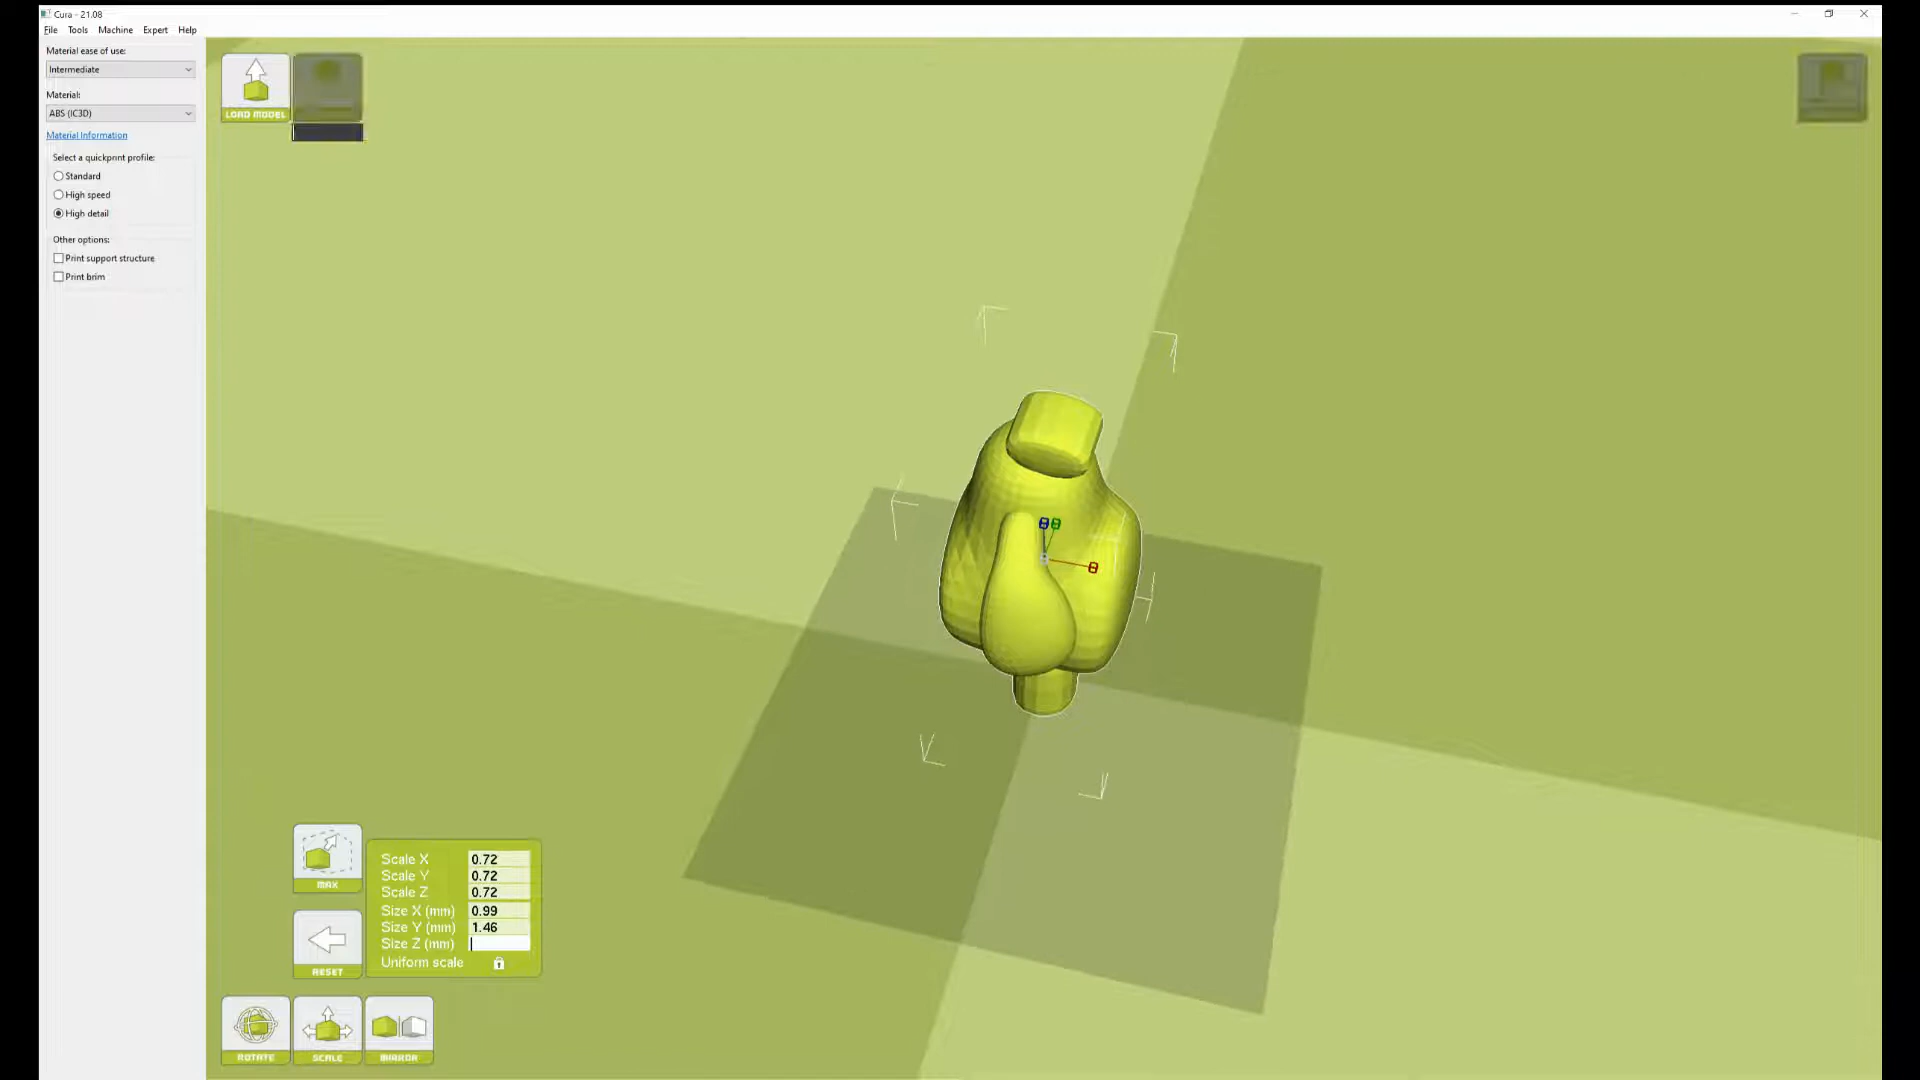 Cura - 21.08
File Tools Machine Expert Help
Material ease of use:
Intermediate
Material:
ABS (IC3D)
Material Information
Select a quickprint profile:
Standard
High speed
High detail
Other options:
Print support structure
Print brim
LOAD MODEL
MAX
Scale X 0.72
Scale Y 0.72
Scale Z 0.72
Size X (mm) 0.99
Size Y (mm) 1.46
Size Z (mm)
Uniform scale
RESET
ROTATE SCALE MIRROR